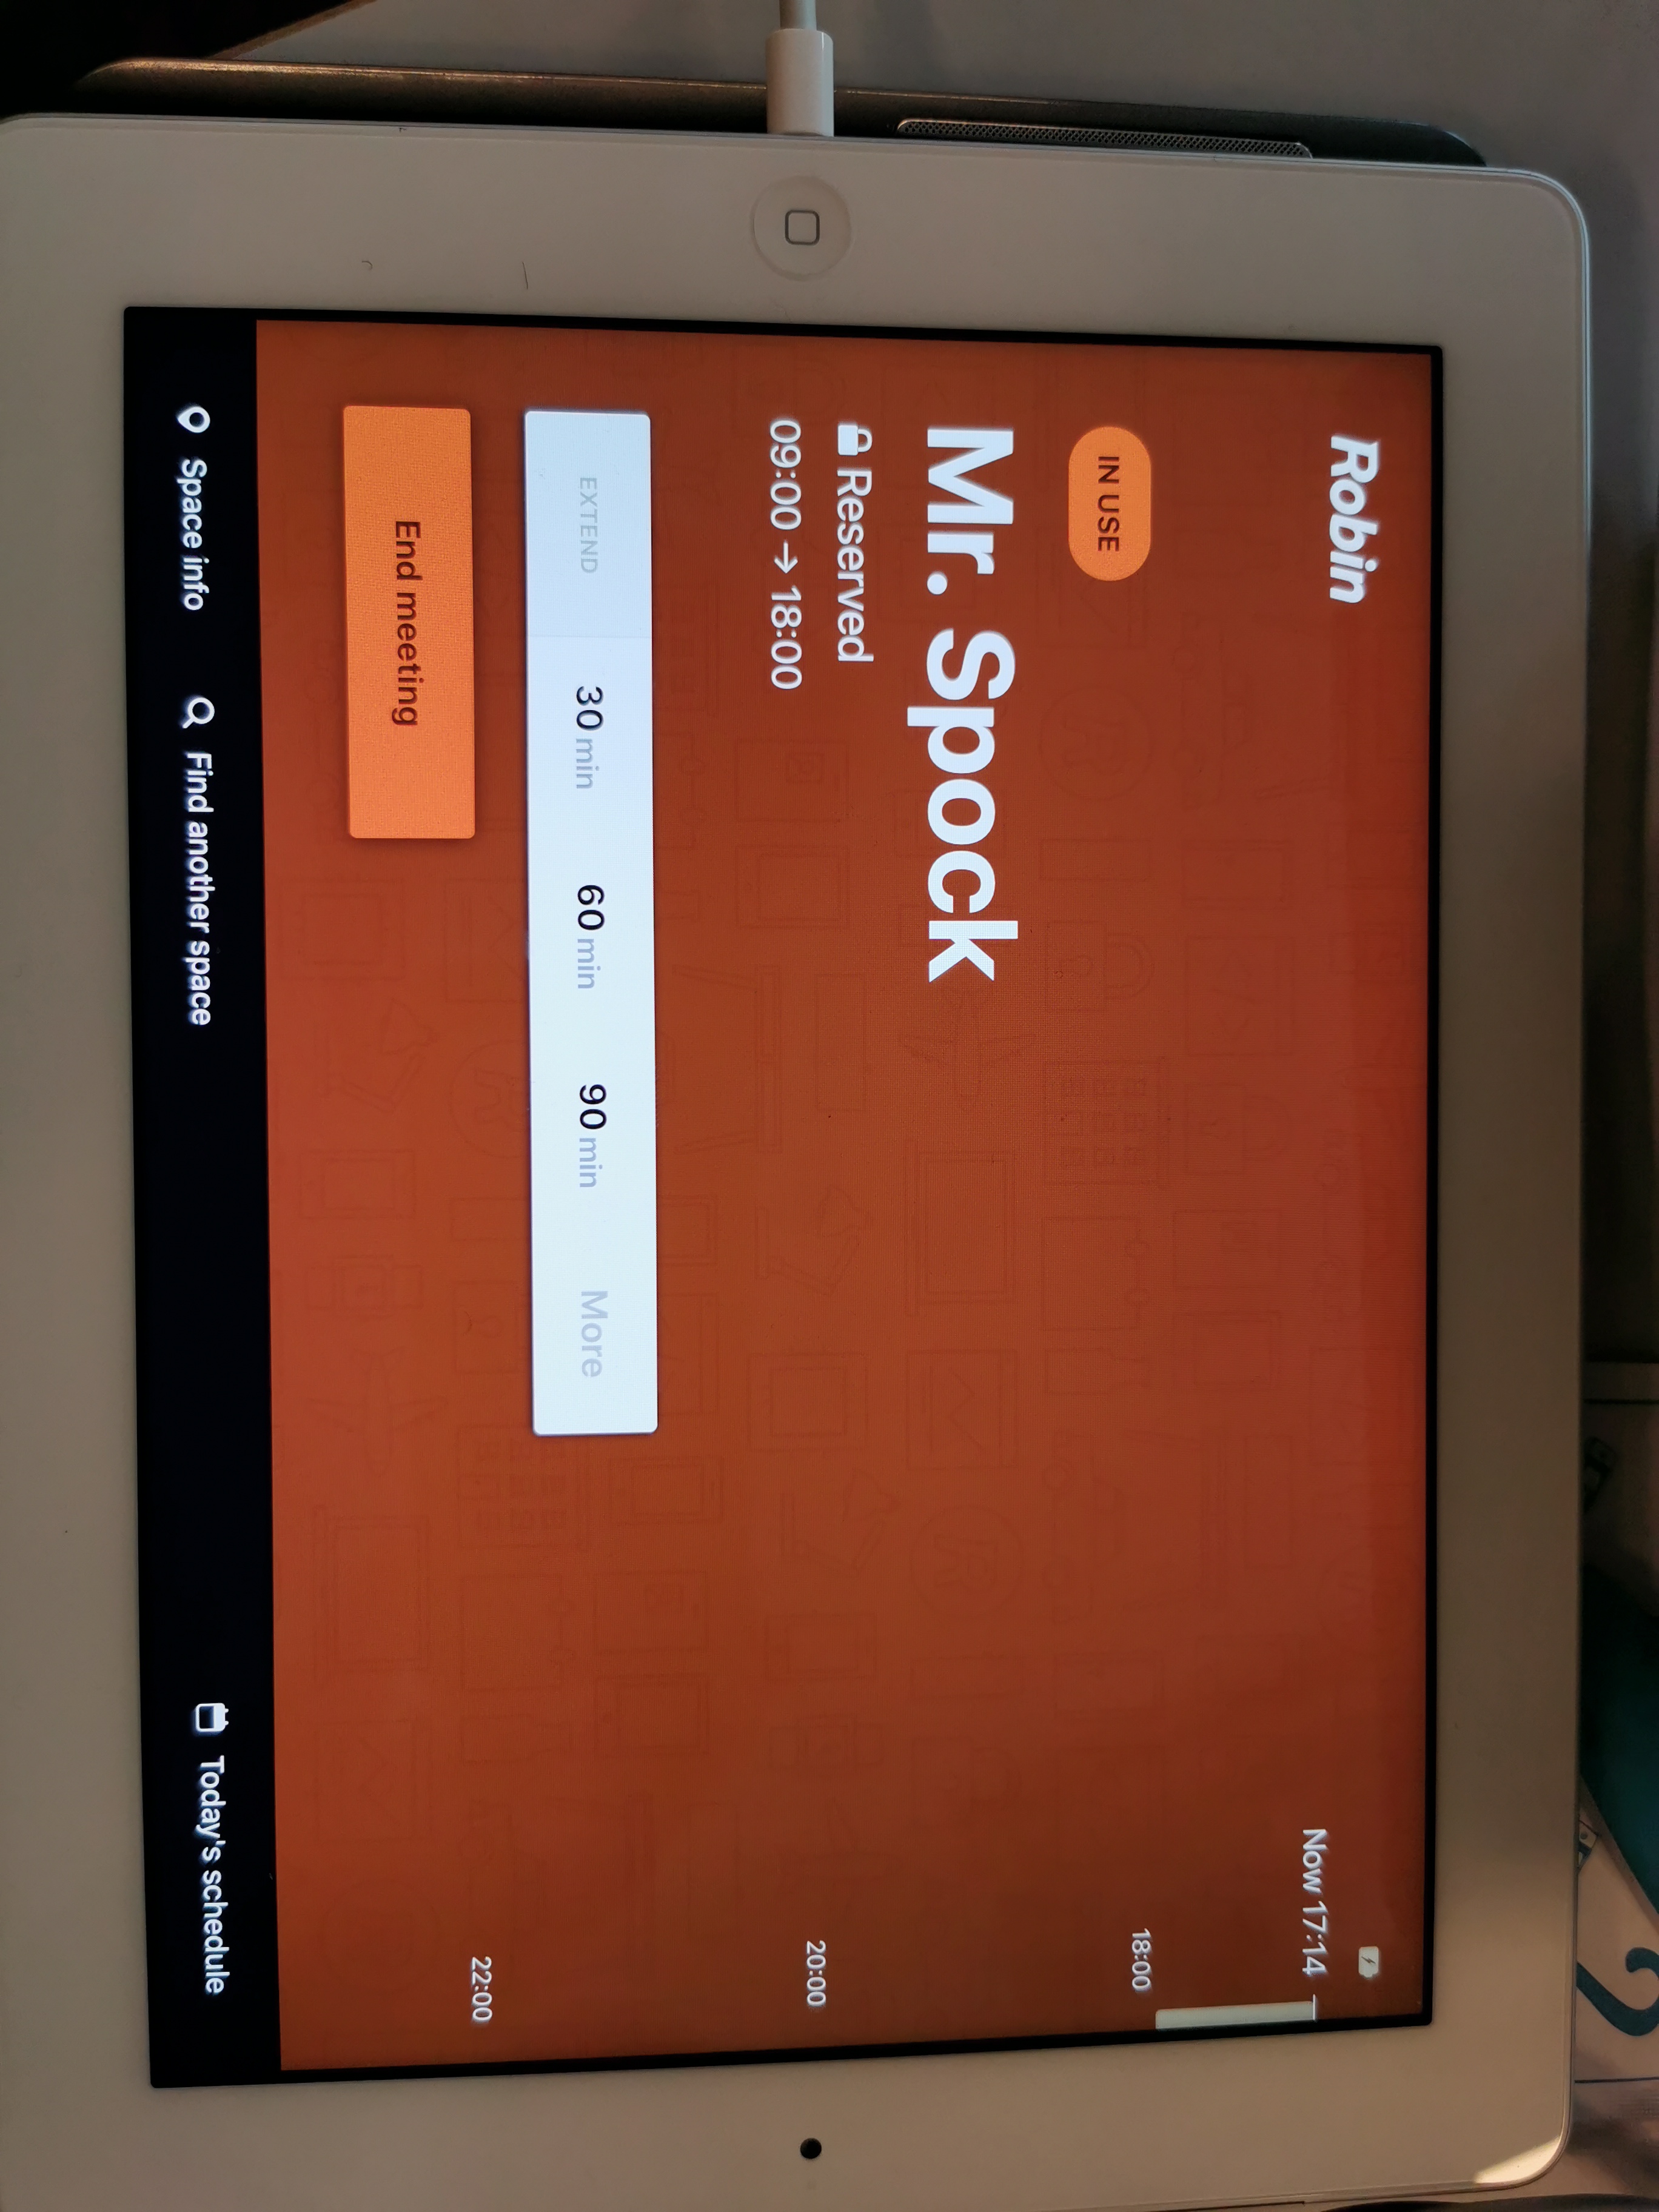 Robin
Now 17:14
IN USE
Mr. Spock
Reserved
09:00 → 18:00
EXTEND 30 min 60 min 90 min More
End meeting
18:00
20:00
22:00
Space info
Find another space
Today's schedule